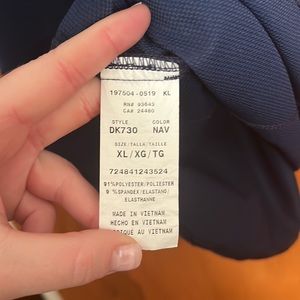 197504-0519 KL
RN# 93643
CA# 24480
STYLE COLOR
DK730 NAV
SIZE/TALLA/TAILLE
XL/XG/TG
724841243524
91%POLYESTER/POLIESTER
9 %SPANDEX/ELASTANO/
ELASTHANNE
MADE IN VIETNAM
HECHO EN VIETNAM
FABRIQUE AU VIETNAM